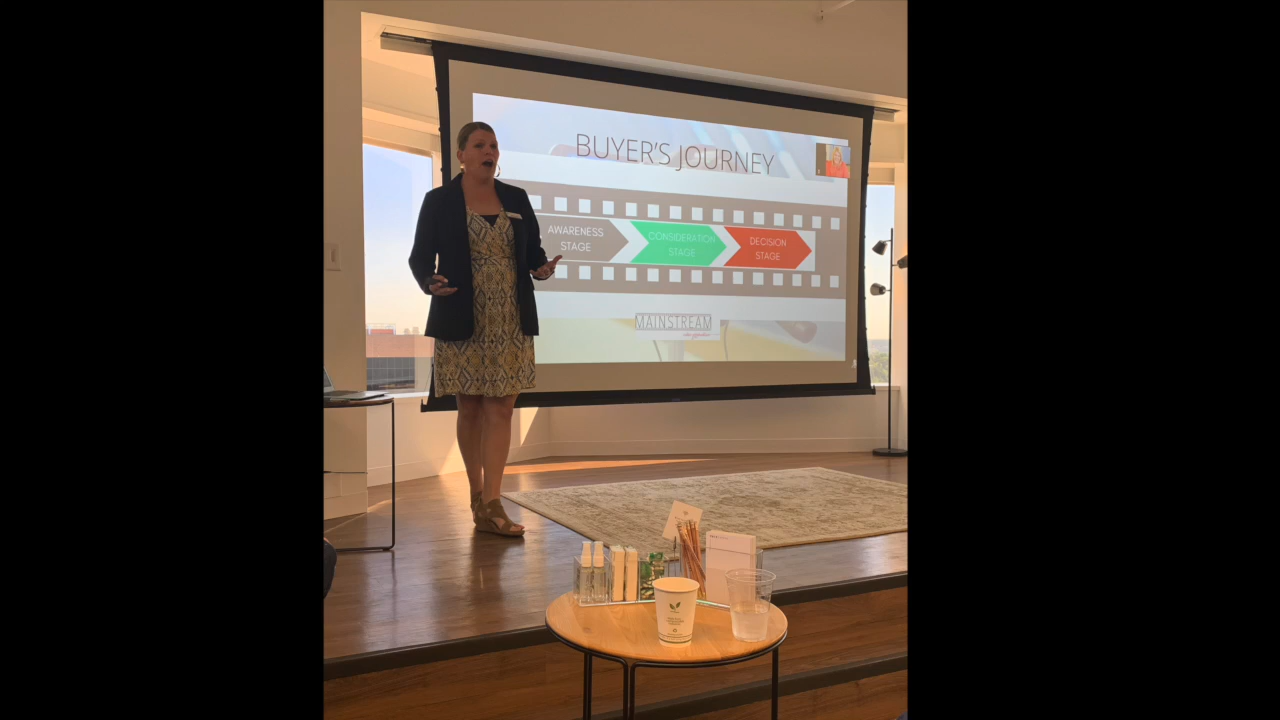 BUYER'S JOURNEY
AWARENESS
STAGE
CONSIDERATION
STAGE
DECISION
STAGE
MAINSTREAM